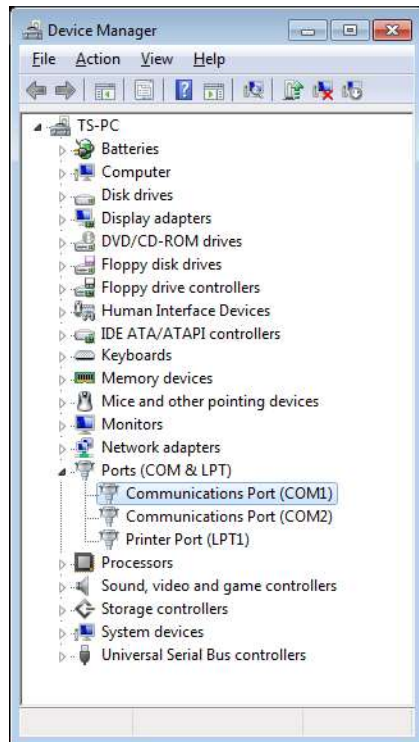 Device Manager
File Action View Help
TS-PC
Batteries
Computer
Disk drives
Display adapters
DVD/CD-ROM drives
Floppy disk drives
Floppy drive controllers
Human Interface Devices
IDE ATA/ATAPI controllers
Keyboards
Memory devices
Mice and other pointing devices
Monitors
Network adapters
Ports (COM & LPT)
Communications Port (COM1)
Communications Port (COM2)
Printer Port (LPT1)
Processors
Sound, video and game controllers
Storage controllers
System devices
Universal Serial Bus controllers